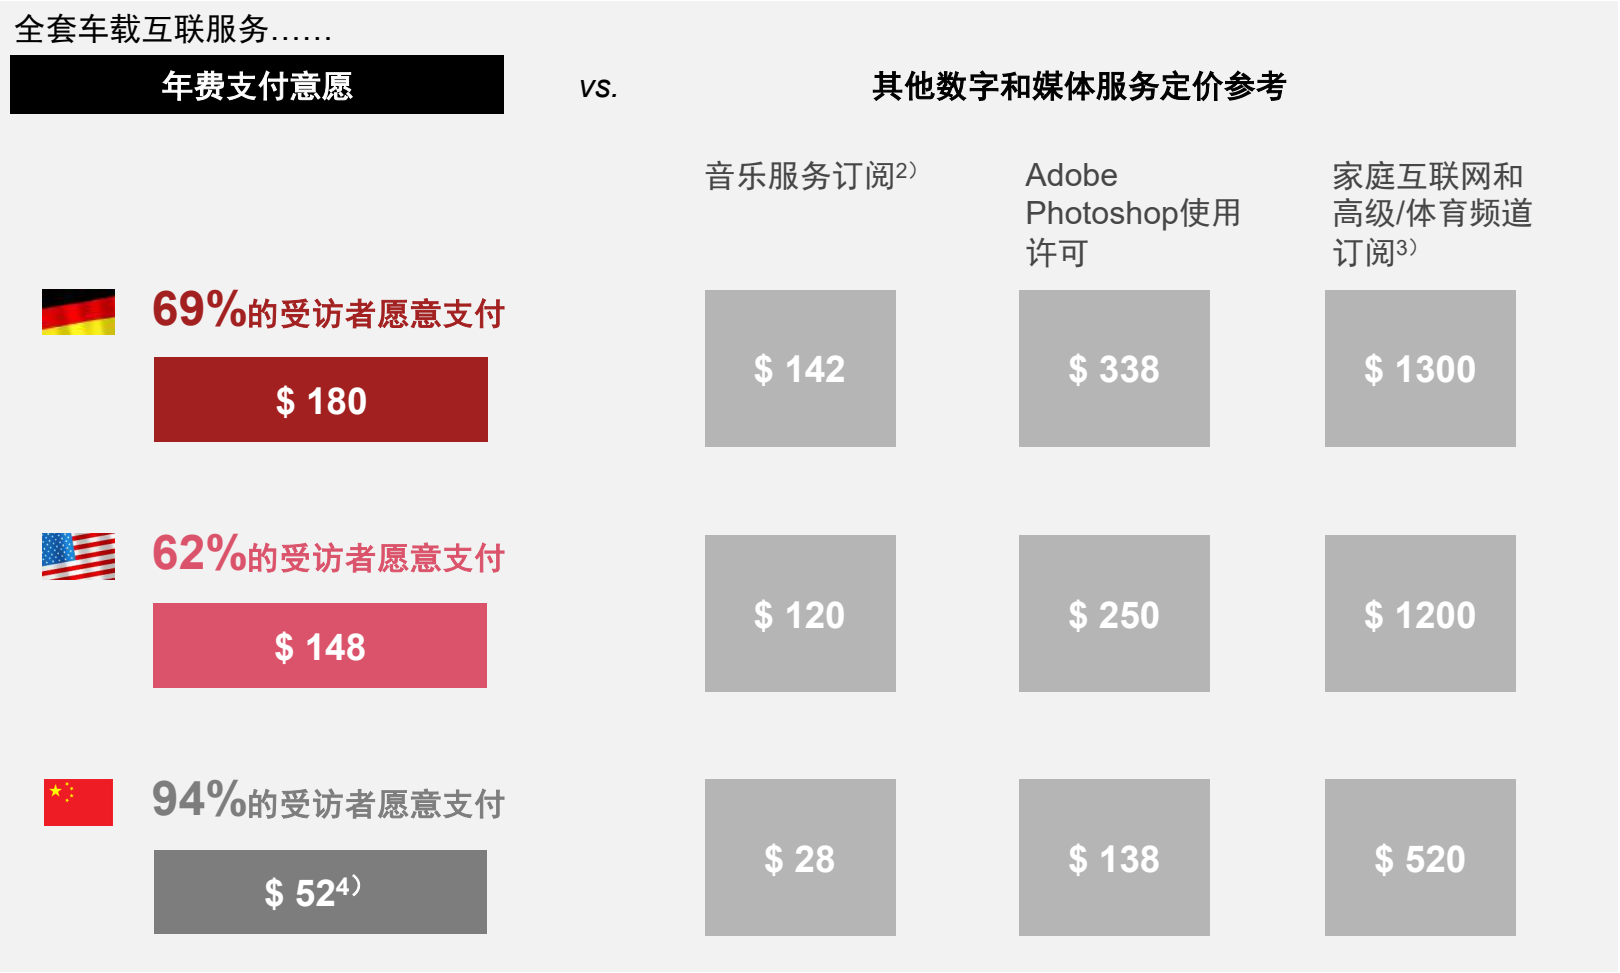 全套车载互联服务……
年费支付意愿
vs.
其他数字和媒体服务定价参考
音乐服务订阅2）
Adobe
Photoshop使用
许可
家庭互联网和
高级/体育频道
订阅3）
69%的受访者愿意支付
$ 180
$ 142
$ 338
$ 1300
62%的受访者愿意支付
$ 148
$ 120
$ 250
$ 1200
94%的受访者愿意支付
$ 524）
$ 28
$ 138
$ 520